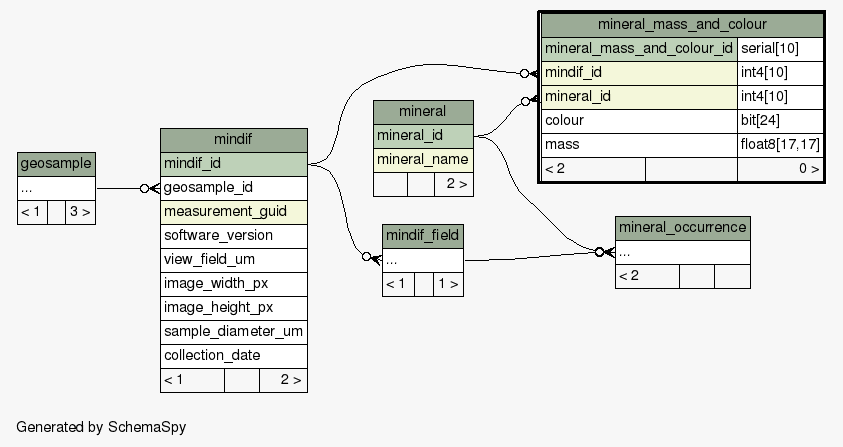 mineral_mass_and_colour
mineral_mass_and_colour_id serial[10]
mindif_id int4[10]
mineral_id int4[10]
colour bit[24]
mass float8[17,17]
< 2 0 >
mineral
mineral_id
mineral_name
2 >
mindif
mindif_id
geosample_id
measurement_guid
software_version
view_field_um
image_width_px
image_height_px
sample_diameter_um
collection_date
< 1 2 >
geosample
...
< 1 3 >
mindif_field
...
< 1 1 >
mineral_occurrence
...
< 2
Generated by SchemaSpy